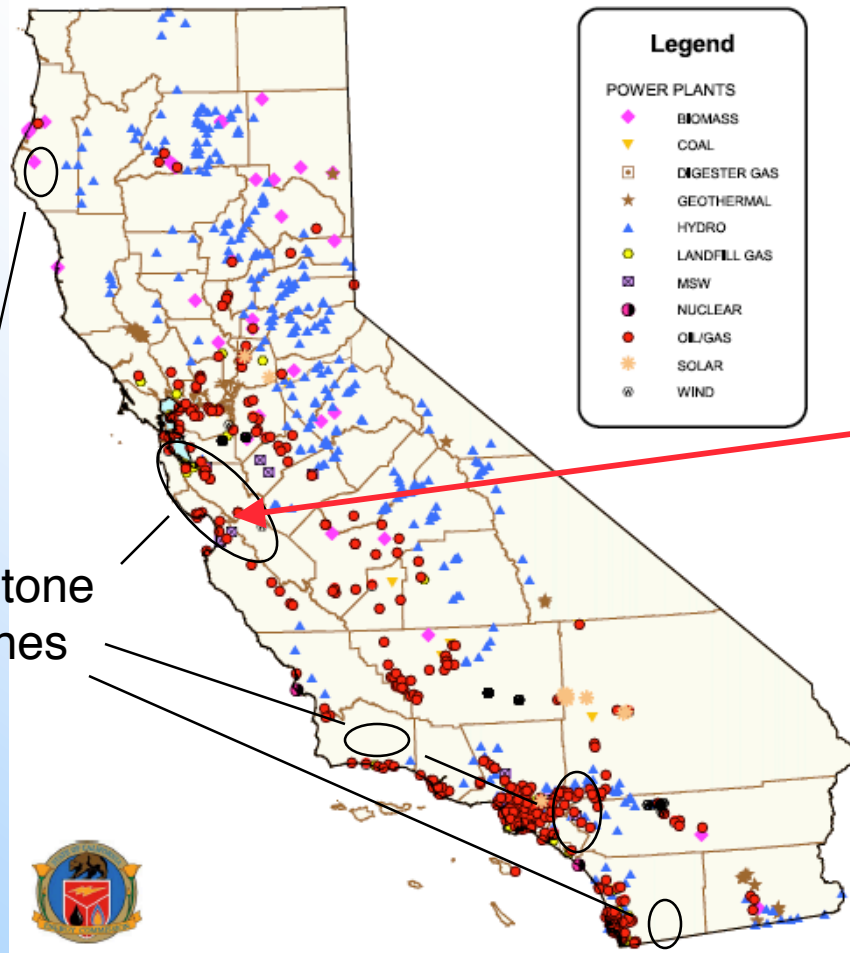 Legend
POWER PLANTS
BIOMASS
COAL
DIGESTER GAS
GEOTHERMAL
HYDRO
LANDFILL GAS
MSW
NUCLEAR
OIL/GAS
SOLAR
WIND
tone
nes